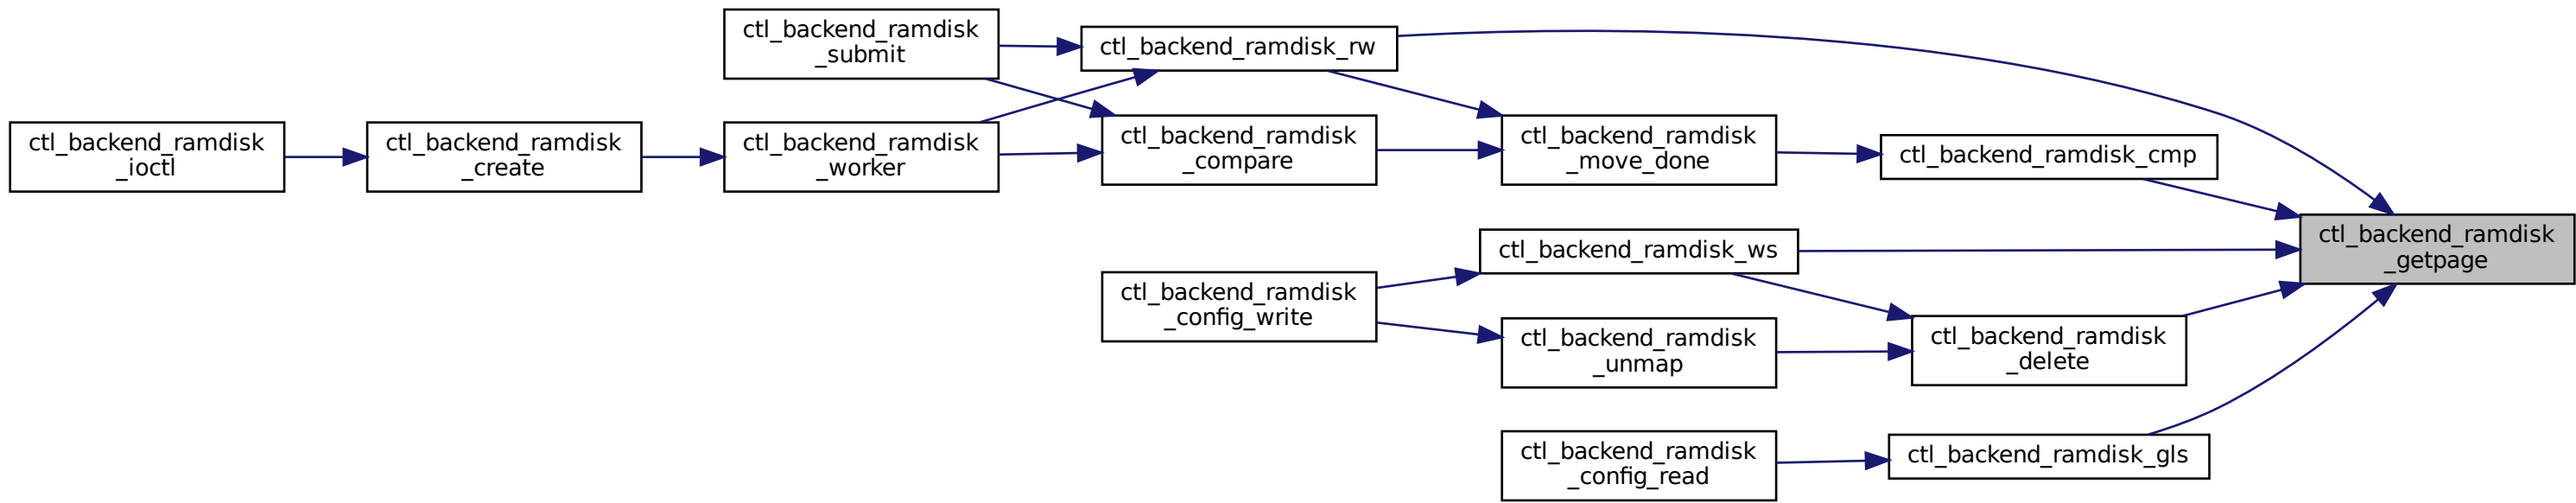 ctl_backend_ramdisk
_submit
ctl_backend_ramdisk_rw
ctl_backend_ramdisk
_ioctl
ctl_backend_ramdisk
_create
ctl_backend_ramdisk
_worker
ctl_backend_ramdisk
_compare
ctl_backend_ramdisk
_move_done
ctl_backend_ramdisk_cmp
ctl_backend_ramdisk
_getpage
ctl_backend_ramdisk_ws
ctl_backend_ramdisk
_config_write
ctl_backend_ramdisk
_unmap
ctl_backend_ramdisk
_delete
ctl_backend_ramdisk
_config_read
ctl_backend_ramdisk_gls